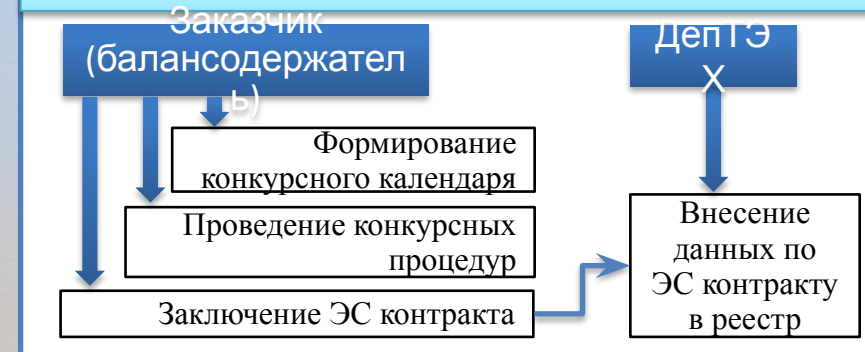 Заказчик
(балансодержател
ь)
ДепТЭ
Х
Формирование
конкурсного календаря
Проведение конкурсных
процедур
Заключение ЭС контракта
Внесение
данных по
ЭС контракту
в реестр